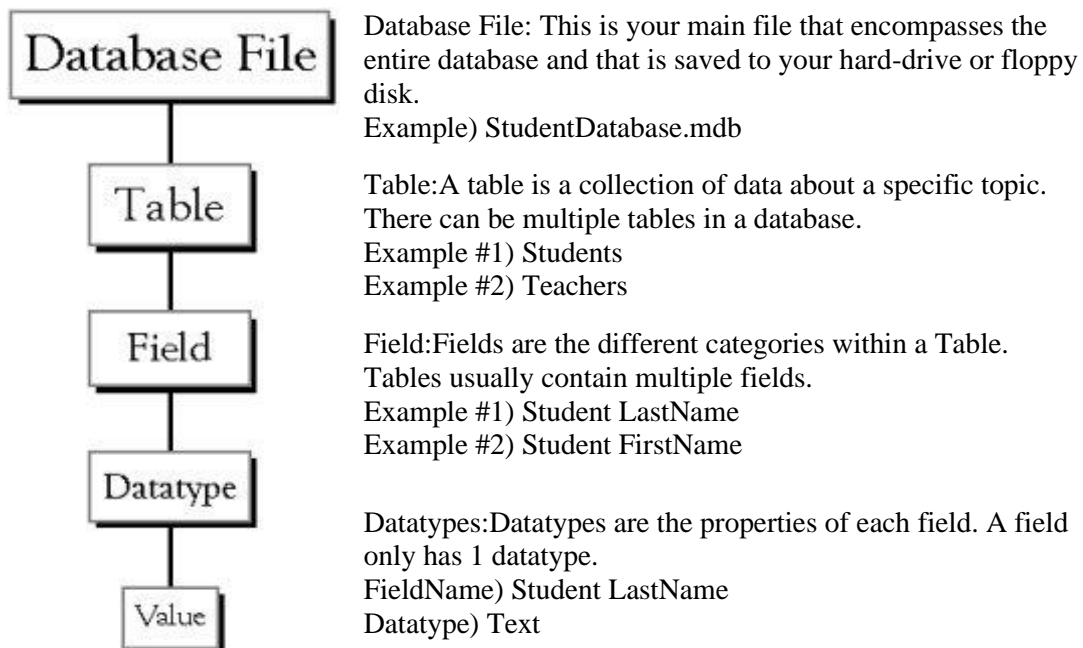 Database File
Database File: This is your main file that encompasses the
entire database and that is saved to your hard-drive or floppy
disk.
Example) StudentDatabase.mdb
Table
Table:A table is a collection of data about a specific topic.
There can be multiple tables in a database.
Example #1) Students
Example #2) Teachers
Field
Field:Fields are the different categories within a Table.
Tables usually contain multiple fields.
Example #1) Student LastName
Example #2) Student FirstName
Datatype
Datatypes:Datatypes are the properties of each field. A field
only has 1 datatype.
FieldName) Student LastName
Datatype) Text
Value